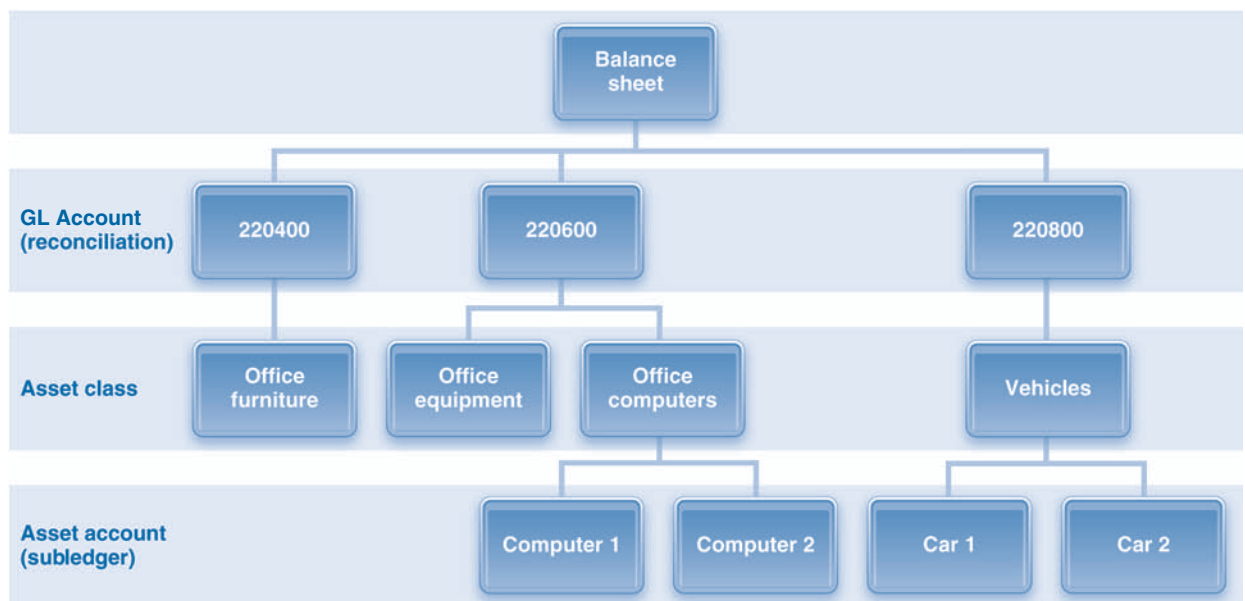 Balance
sheet
GL Account
(reconciliation)
220400
220600
220800
Asset class
Office
furniture
Office
equipment
Office
computers
Vehicles
Asset account
(subledger)
Computer 1
Computer 2
Car 1
Car 2